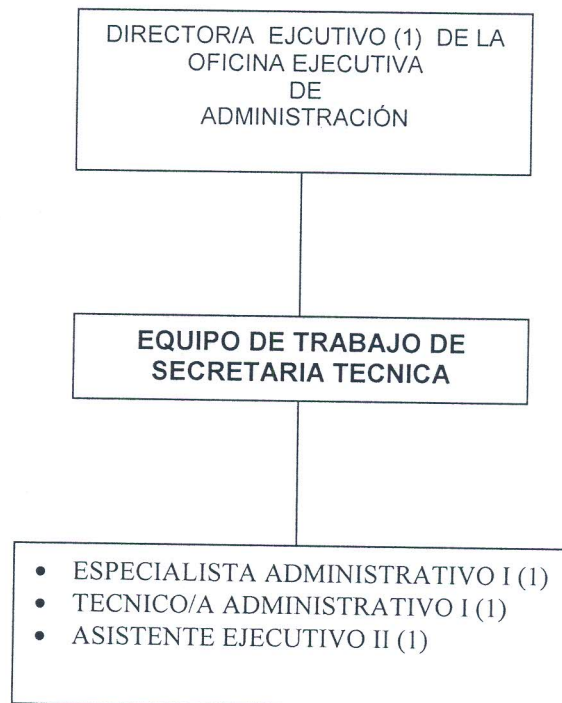 DIRECTOR/A EJCUTIVO (1) DE LA
OFICINA EJECUTIVA
DE
ADMINISTRACIÓN
EQUIPO DE TRABAJO DE
SECRETARIA TECNICA
• ESPECIALISTA ADMINISTRATIVO I (1)
• TECNICO/A ADMINISTRATIVO I (1)
• ASISTENTE EJECUTIVO II (1)